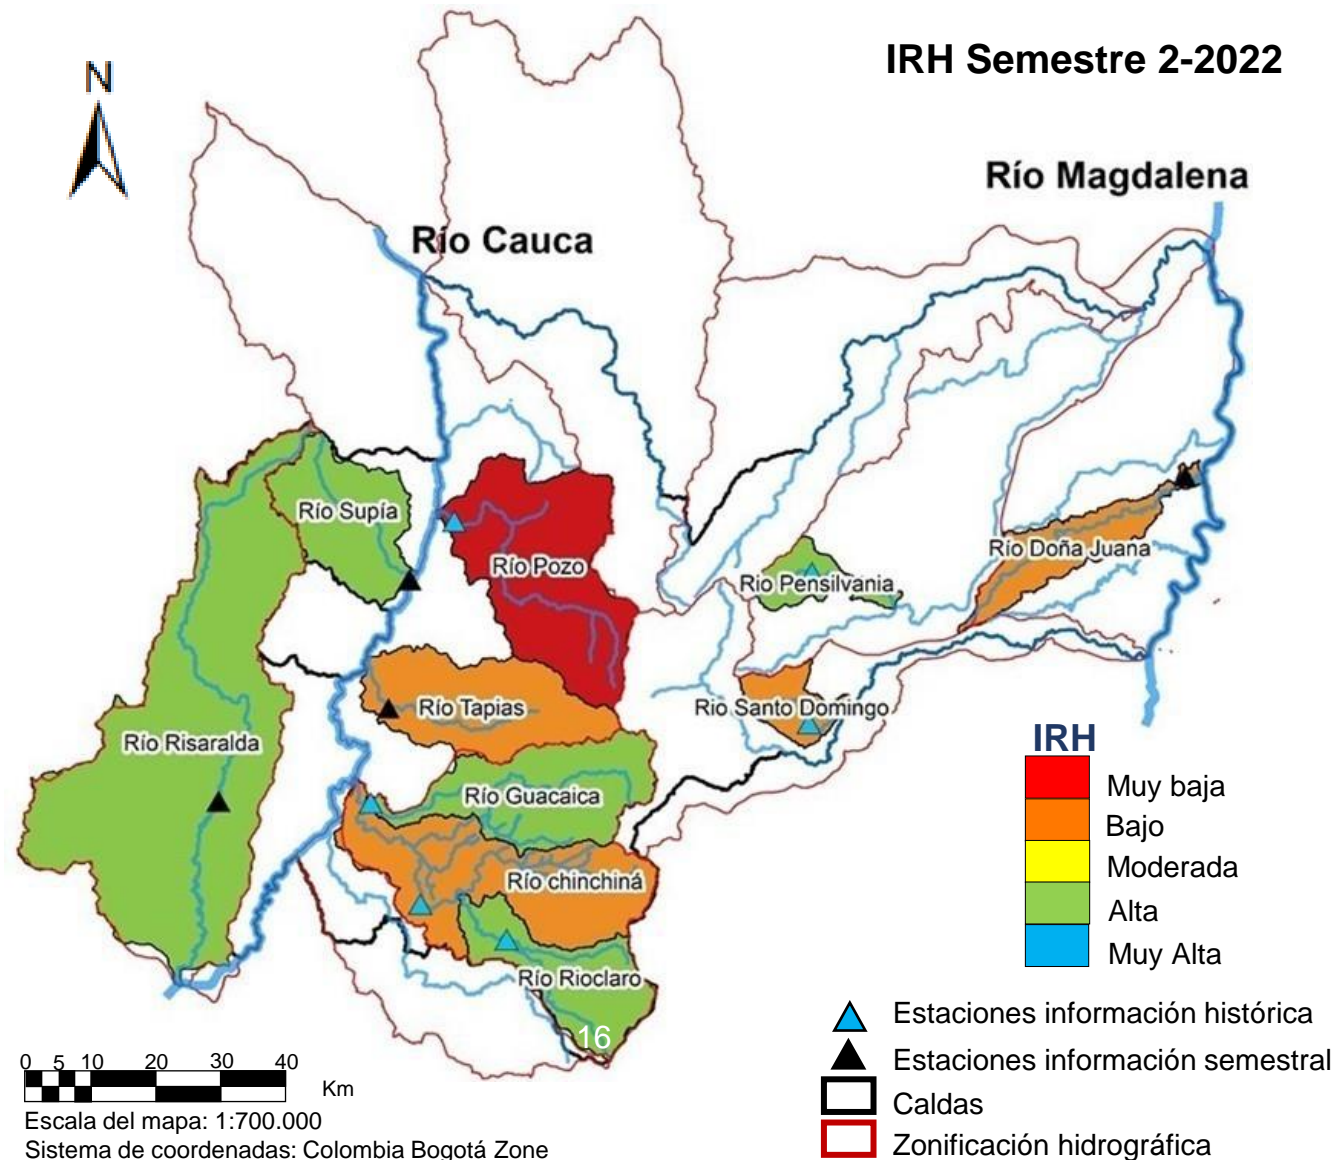 IRH Semestre 2-2022
N
Río Magdalena
Río Cauca
Río Supía
Río Pozo
Río Doña Juana
Rio Pensilvania
Río Tapias
Rio Santo Domingo
Río Risaralda
Río Guacaica
Río chinchiná
Río Rioclaro
16
IRH
Muy baja
Bajo
Moderada
Alta
Muy Alta
Estaciones información histórica
Estaciones información semestral
Caldas
Zonificación hidrográfica
0 5 10 20 30 40
Km
Escala del mapa: 1:700.000
Sistema de coordenadas: Colombia Bogotá Zone